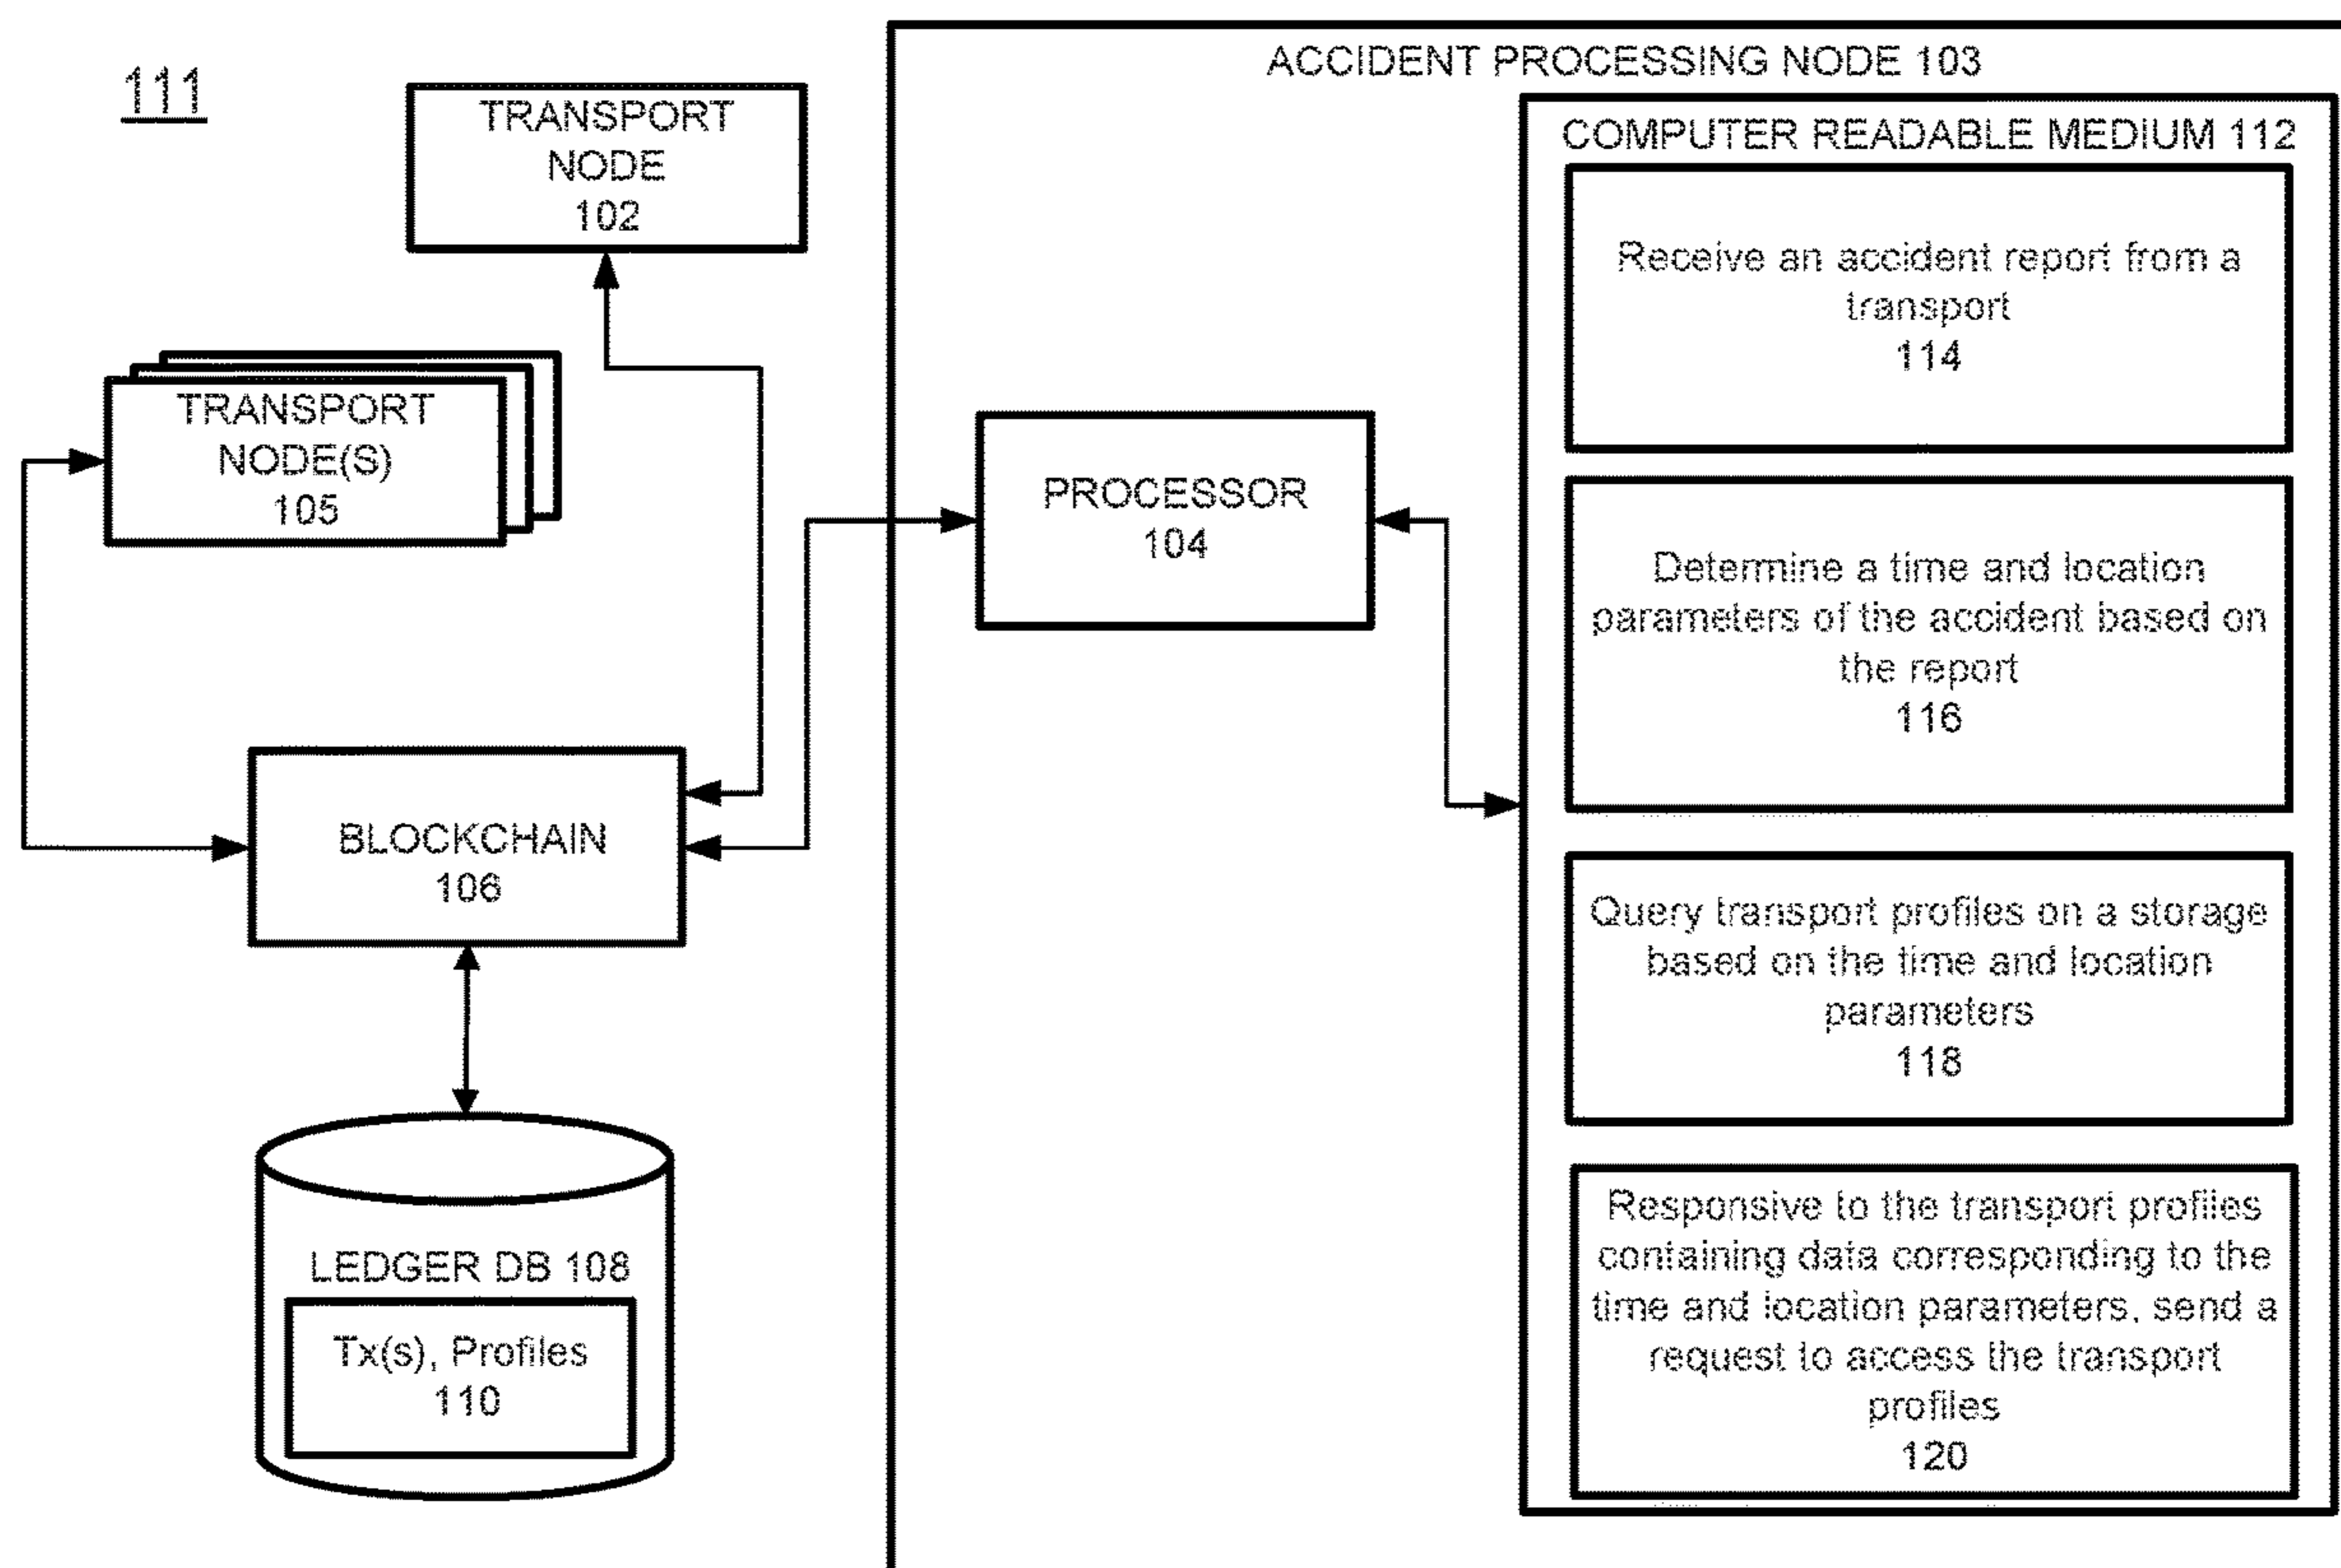 111
TRANSPORT
NODE
102
TRANSPORT
NODE(S)
105
BLOCKCHAIN
106
LEDGER DB 108
Tx(s), Profiles
110
ACCIDENT PROCESSING NODE 103
PROCESSOR
104
COMPUTER READABLE MEDIUM 112
Receive an accident report from a
transport
114
Determine a time and location
parameters of the accident based on
the report
116
Query transport profiles on a storage
based on the time and location
parameters
118
Responsive to the transport profiles
containing data corresponding to the
time and location parameters, send a
request to access the transport
profiles
120